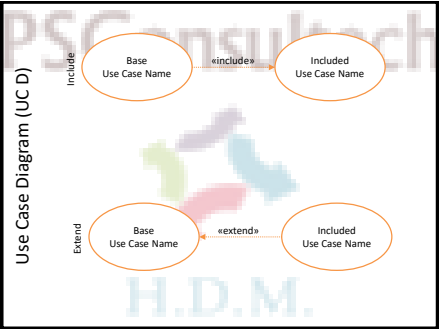 PSConsultech
Use Case Diagram (UC D)
Include
Base
Use Case Name
«include»
Included
Use Case Name
Extend
Base
Use Case Name
«extend»
Included
Use Case Name
H.D.M.